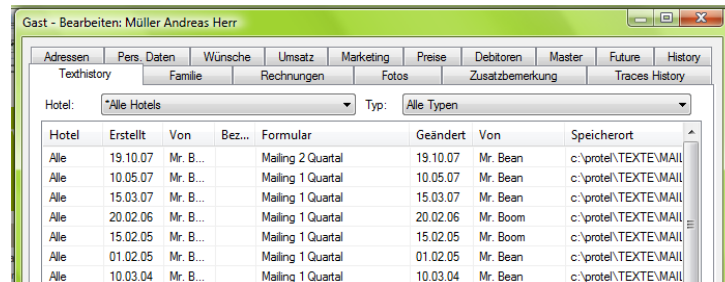 Gast - Bearbeiten: Müller Andreas Herr
Adressen Pers. Daten Wünsche Umsatz Marketing Preise Debitoren Master Future History
Texthistory Familie Rechnungen Fotos Zusatzbemerkung Traces History
Hotel: *Alle Hotels Typ: Alle Typen
Hotel Erstellt Von Bez... Formular Geändert Von Speicherort
Alle 19.10.07 Mr. B... Mailing 2 Quartal 19.10.07 Mr. Bean c:\protel\TEXTE\MAIL
Alle 10.05.07 Mr. B... Mailing 1 Quartal 10.05.07 Mr. Bean c:\protel\TEXTE\MAIL
Alle 15.03.07 Mr. B... Mailing 1 Quartal 15.03.07 Mr. Bean c:\protel\TEXTE\MAIL
Alle 20.02.06 Mr. B... Mailing 1 Quartal 20.02.06 Mr. Boom c:\protel\TEXTE\MAIL
Alle 15.02.05 Mr. B... Mailing 1 Quartal 15.02.05 Mr. Boom c:\protel\TEXTE\MAIL
Alle 01.02.05 Mr. B... Mailing 1 Quartal 01.02.05 Mr. Bean c:\protel\TEXTE\MAIL
Alle 10.03.04 Mr. B... Mailing 1 Quartal 10.03.04 Mr. Bean c:\protel\TEXTE\MAIL